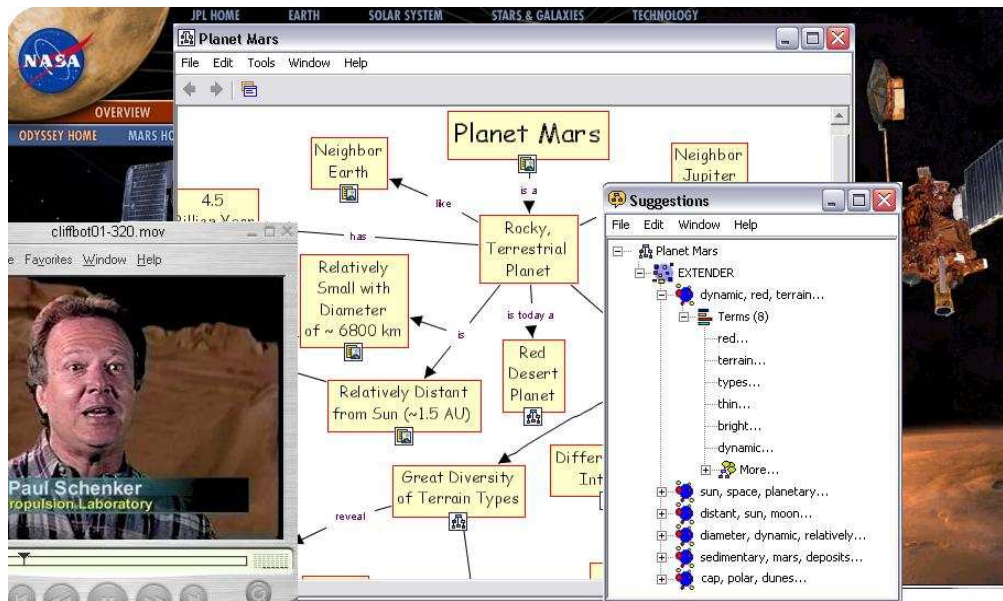 JPL HOME EARTH SOLAR SYSTEM STARS & GALAXIES TECHNOLOGY
NASA
OVERVIEW
ODYSSEY HOME
MARS
Planet Mars
File Edit Tools Window Help
Planet Mars
Neighbor
Earth
Neighbor
Jupiter
is a
like
4.5
has
Rocky,
Terrestrial
Planet
Relatively
Small with
Diameter
of ~ 6800 km
is
is today a
Red
Desert
Planet
Relatively Distant
from Sun (~1.5 AU)
Great Diversity
of Terrain Types
reveal
cliffbot01-320.mov
Favorites Window Help
Paul Schenker
ropulsion Laboratory
Suggestions
File Edit Window Help
Planet Mars
EXTENDER
dynamic, red, terrain...
Terms (8)
red...
terrain...
types...
thin...
bright...
dynamic...
More...
sun, space, planetary...
distant, sun, moon...
diameter, dynamic, relatively...
sedimentary, mars, deposits...
cap, polar, dunes...